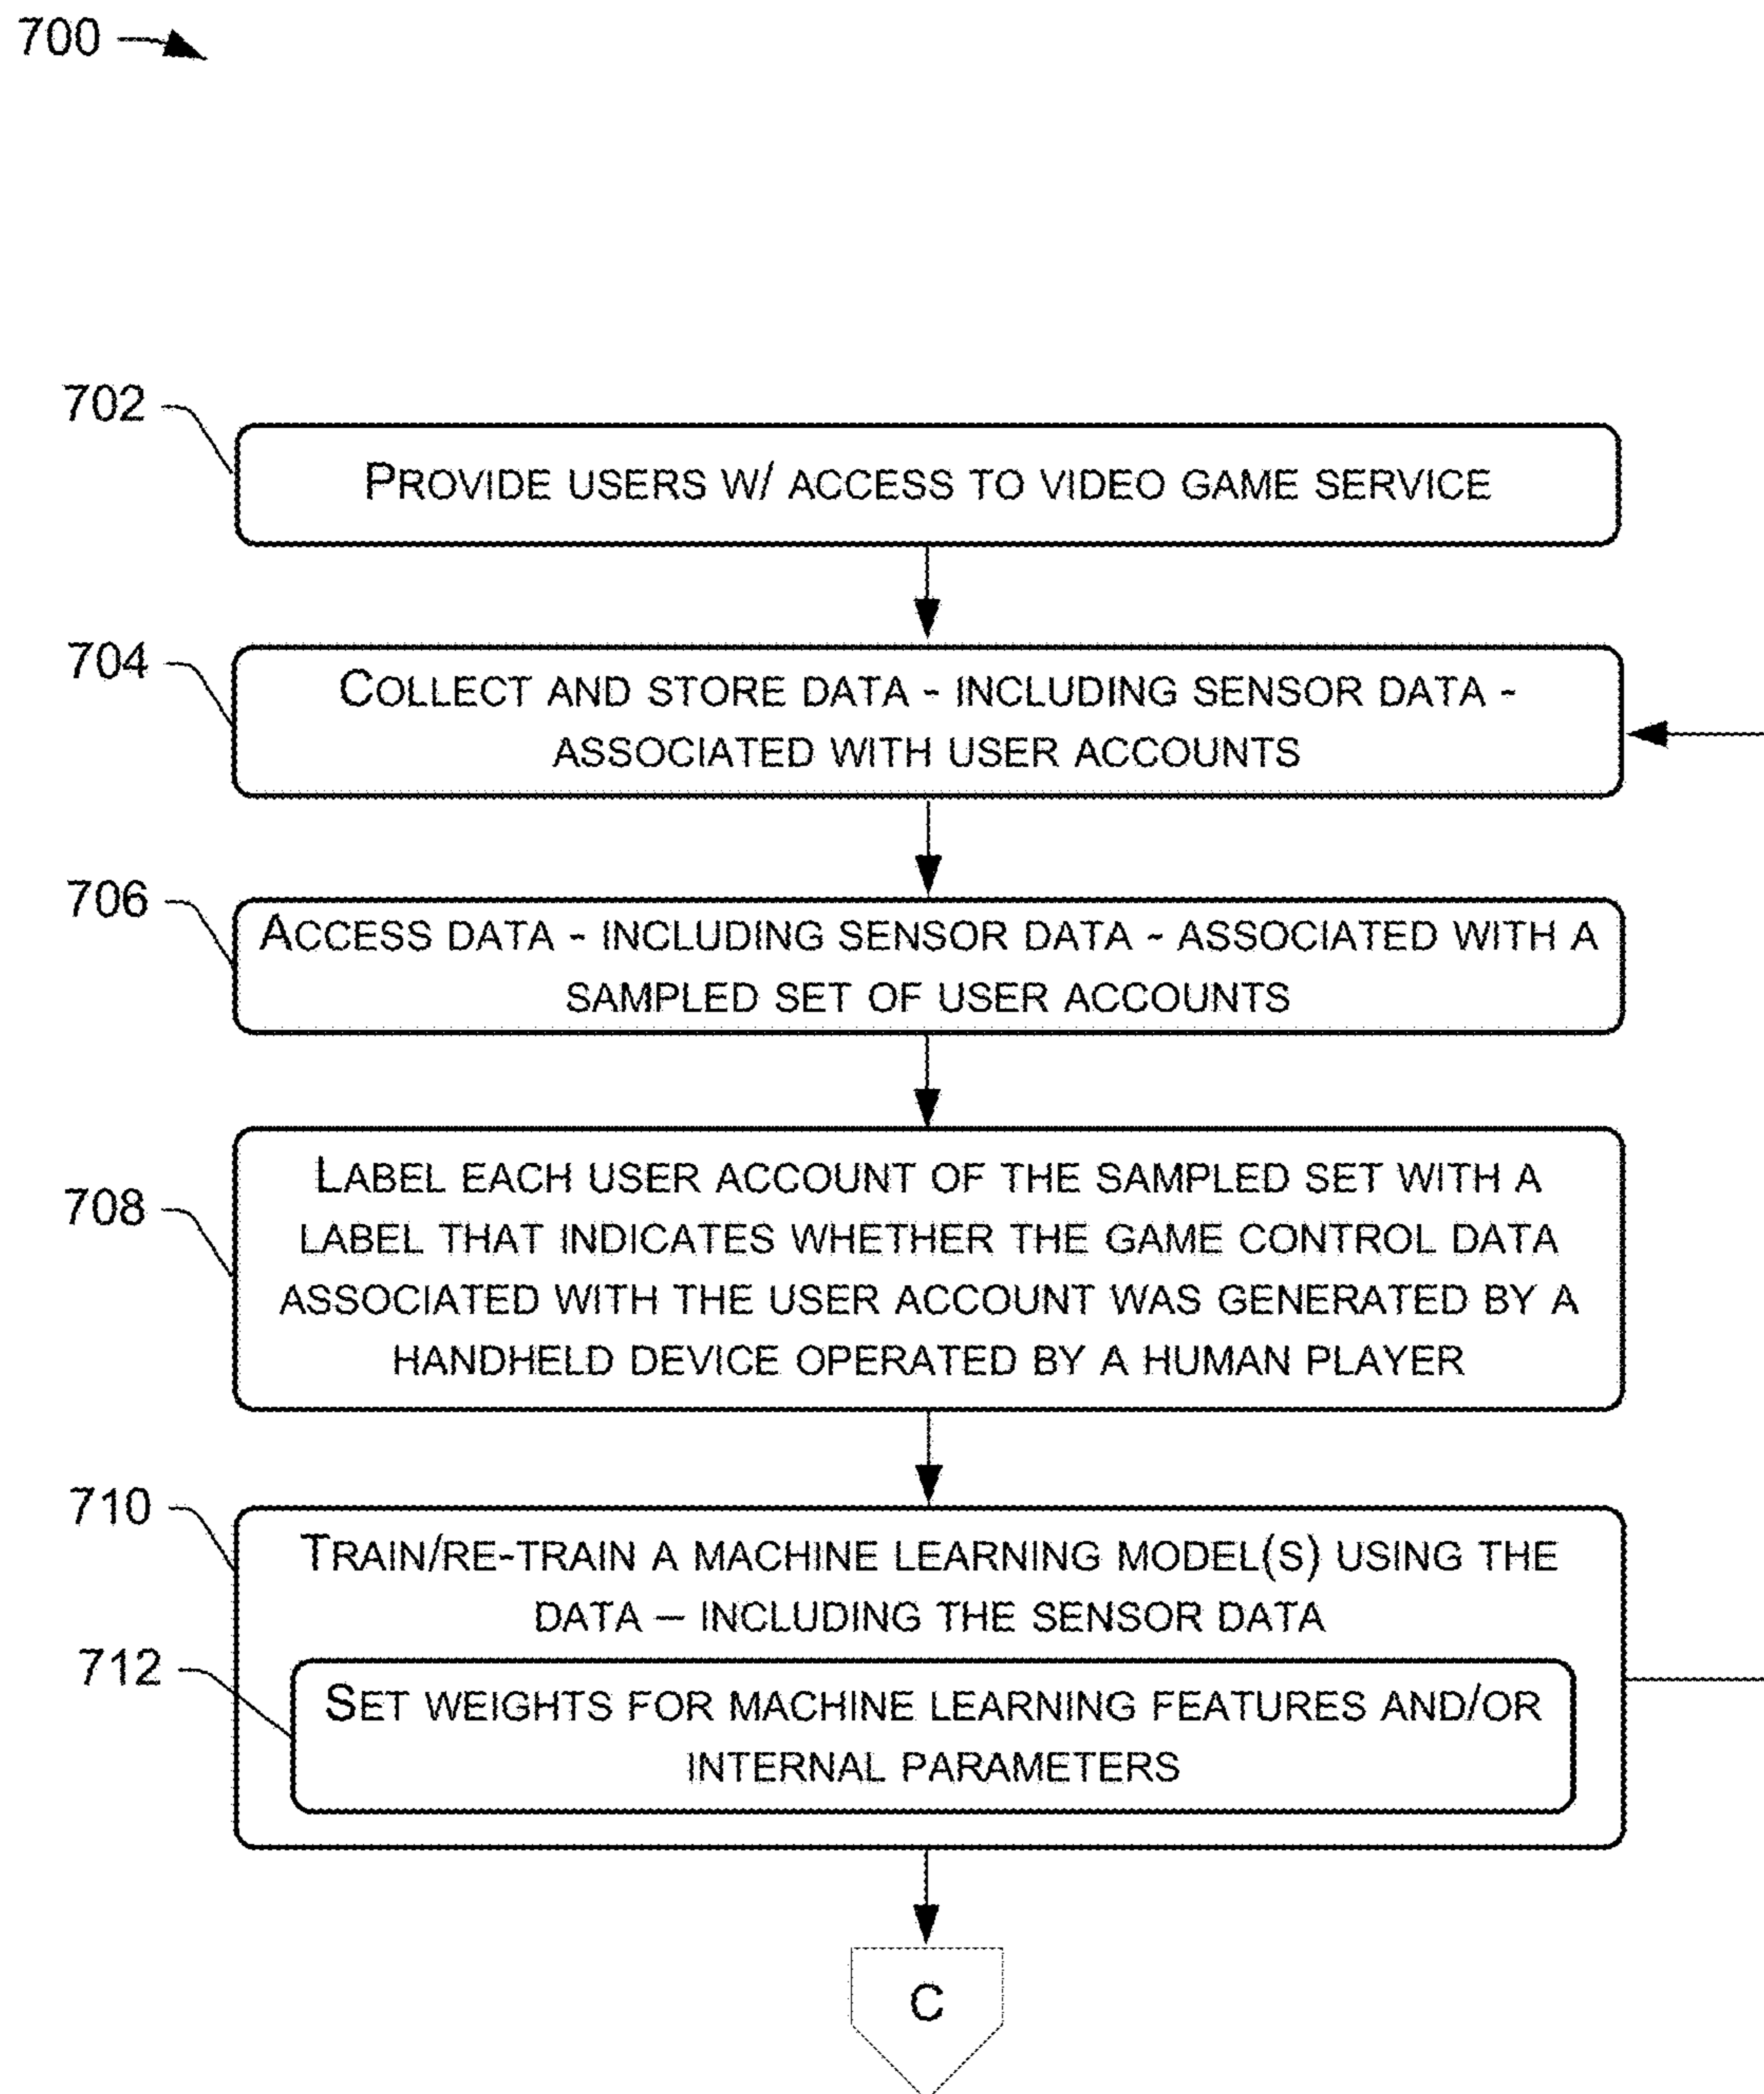 700
702
PROVIDE USERS W/ ACCESS TO VIDEO GAME SERVICE
704
COLLECT AND STORE DATA - INCLUDING SENSOR DATA -
ASSOCIATED WITH USER ACCOUNTS
706
ACCESS DATA - INCLUDING SENSOR DATA - ASSOCIATED WITH A
SAMPLED SET OF USER ACCOUNTS
708
LABEL EACH USER ACCOUNT OF THE SAMPLED SET WITH A
LABEL THAT INDICATES WHETHER THE GAME CONTROL DATA
ASSOCIATED WITH THE USER ACCOUNT WAS GENERATED BY A
HANDHELD DEVICE OPERATED BY A HUMAN PLAYER
710
TRAIN/RE-TRAIN A MACHINE LEARNING MODEL(S) USING THE
DATA – INCLUDING THE SENSOR DATA
712
SET WEIGHTS FOR MACHINE LEARNING FEATURES AND/OR
INTERNAL PARAMETERS
C